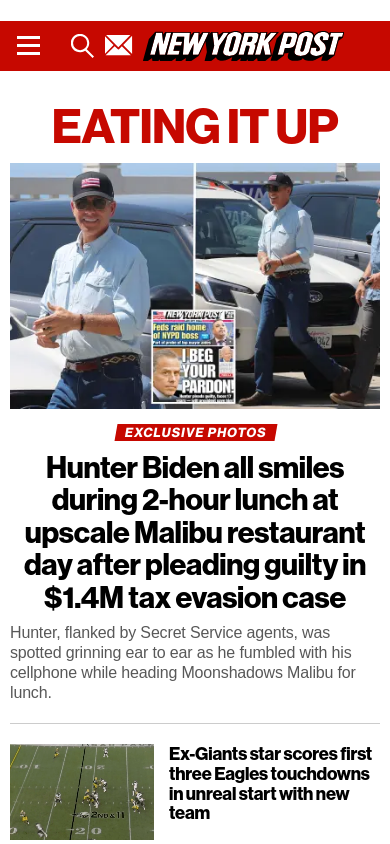 NEW YORK POST
EATING IT UP
NEW YORK POST
Feds raid home
of NYPD boss
I BEG
YOUR
PARDON!
EXCLUSIVE PHOTOS
Hunter Biden all smiles
during 2-hour lunch at
upscale Malibu restaurant
day after pleading guilty in
$1.4M tax evasion case
Hunter, flanked by Secret Service agents, was
spotted grinning ear to ear as he fumbled with his
cellphone while heading Moonshadows Malibu for
lunch.
2ND & 11
Ex-Giants star scores first
three Eagles touchdowns
in unreal start with new
team